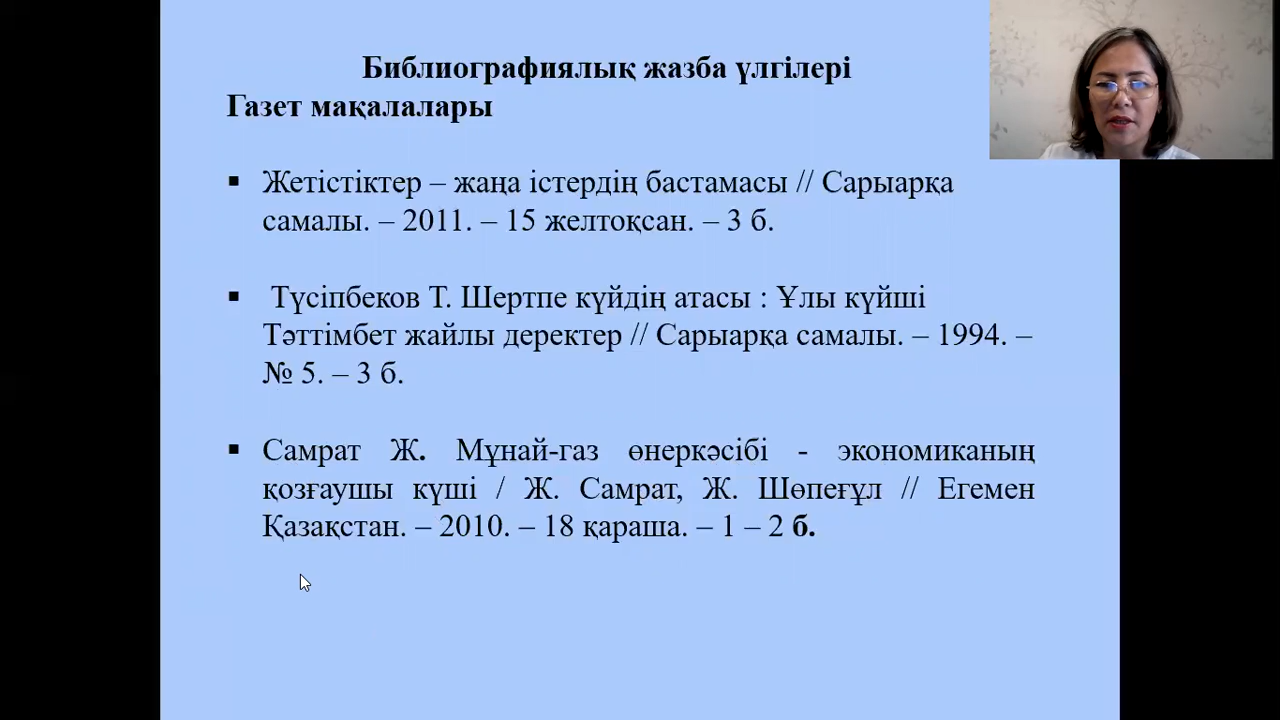 Библиографиялық жазба үлгілері
Газет мақалалары
▪ Жетістіктер – жаңа істердің бастамасы // Сарыарқа
самалы. – 2011. – 15 желтоқсан. – 3 б.
▪ Түсіпбеков Т. Шертпе күйдің атасы : Ұлы күйші
Тәттімбет жайлы деректер // Сарыарқа самалы. – 1994. –
№ 5. – 3 б.
▪ Самрат Ж. Мұнай-газ өнеркәсібі - экономиканың
қозғаушы күші / Ж. Самрат, Ж. Шөпеғұл // Егемен
Қазақстан. – 2010. – 18 қараша. – 1 – 2 б.